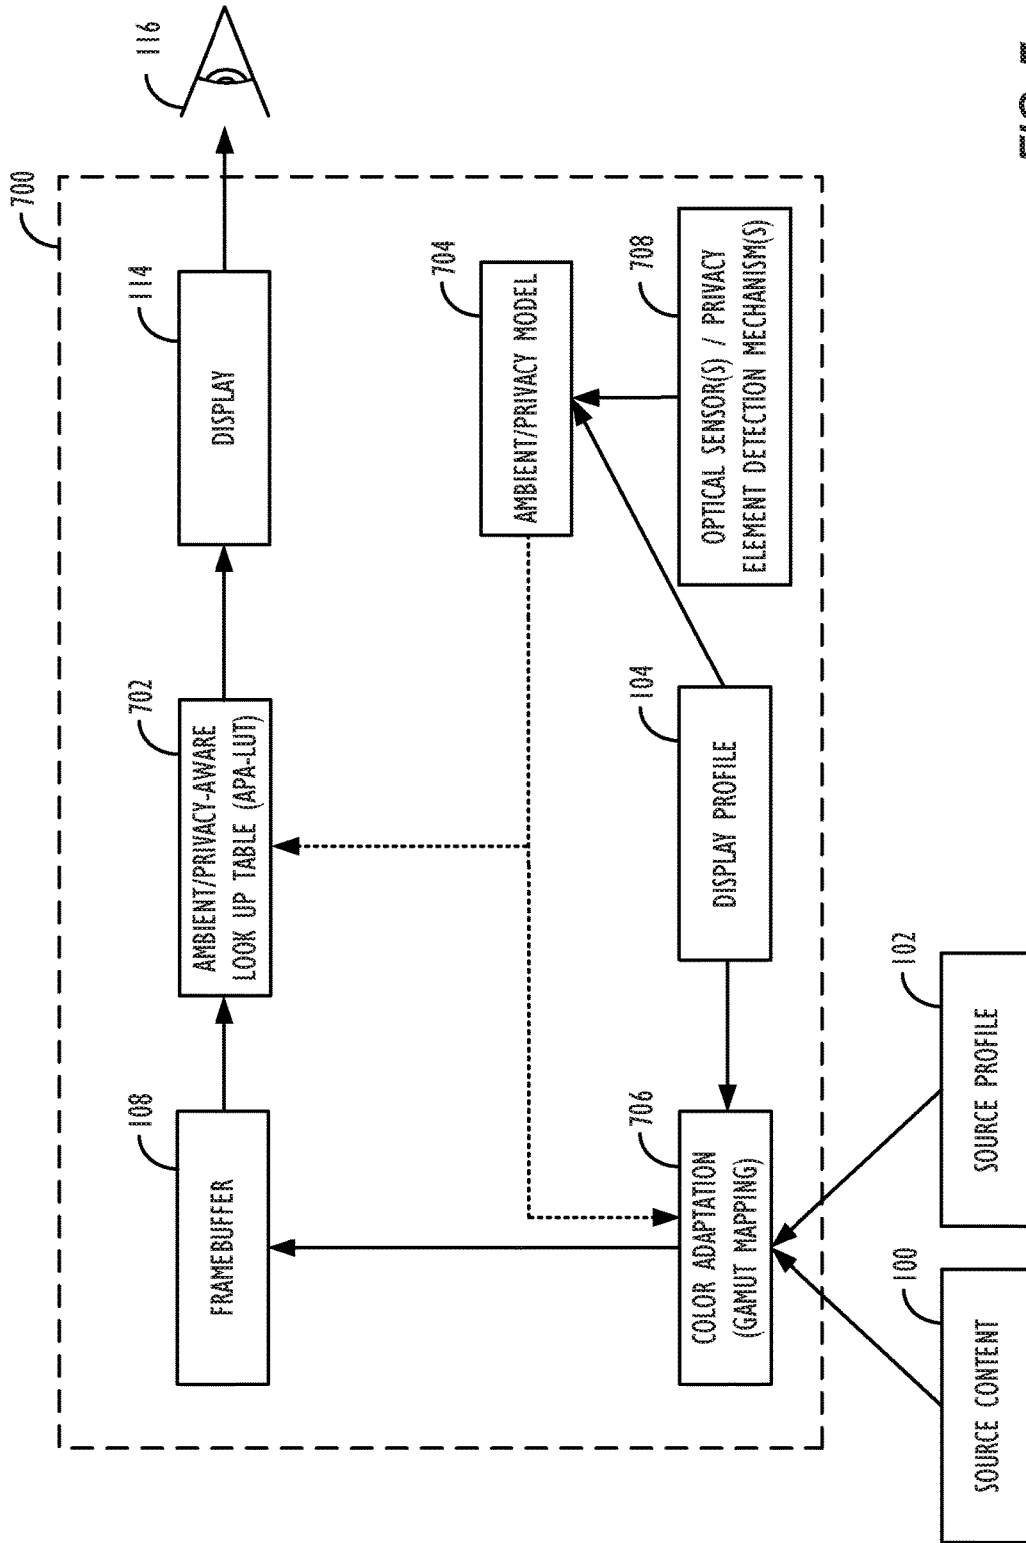 700
116
FRAMEBUFFER
108
AMBIENT/PRIVACY-AWARE
LOOK UP TABLE (APA-LUT)
702
DISPLAY
114
AMBIENT/PRIVACY MODEL
704
COLOR ADAPTATION
(GAMUT MAPPING)
706
DISPLAY PROFILE
104
OPTICAL SENSOR(S) / PRIVACY
ELEMENT DETECTION MECHANISM(S)
708
SOURCE CONTENT
100
SOURCE PROFILE
102